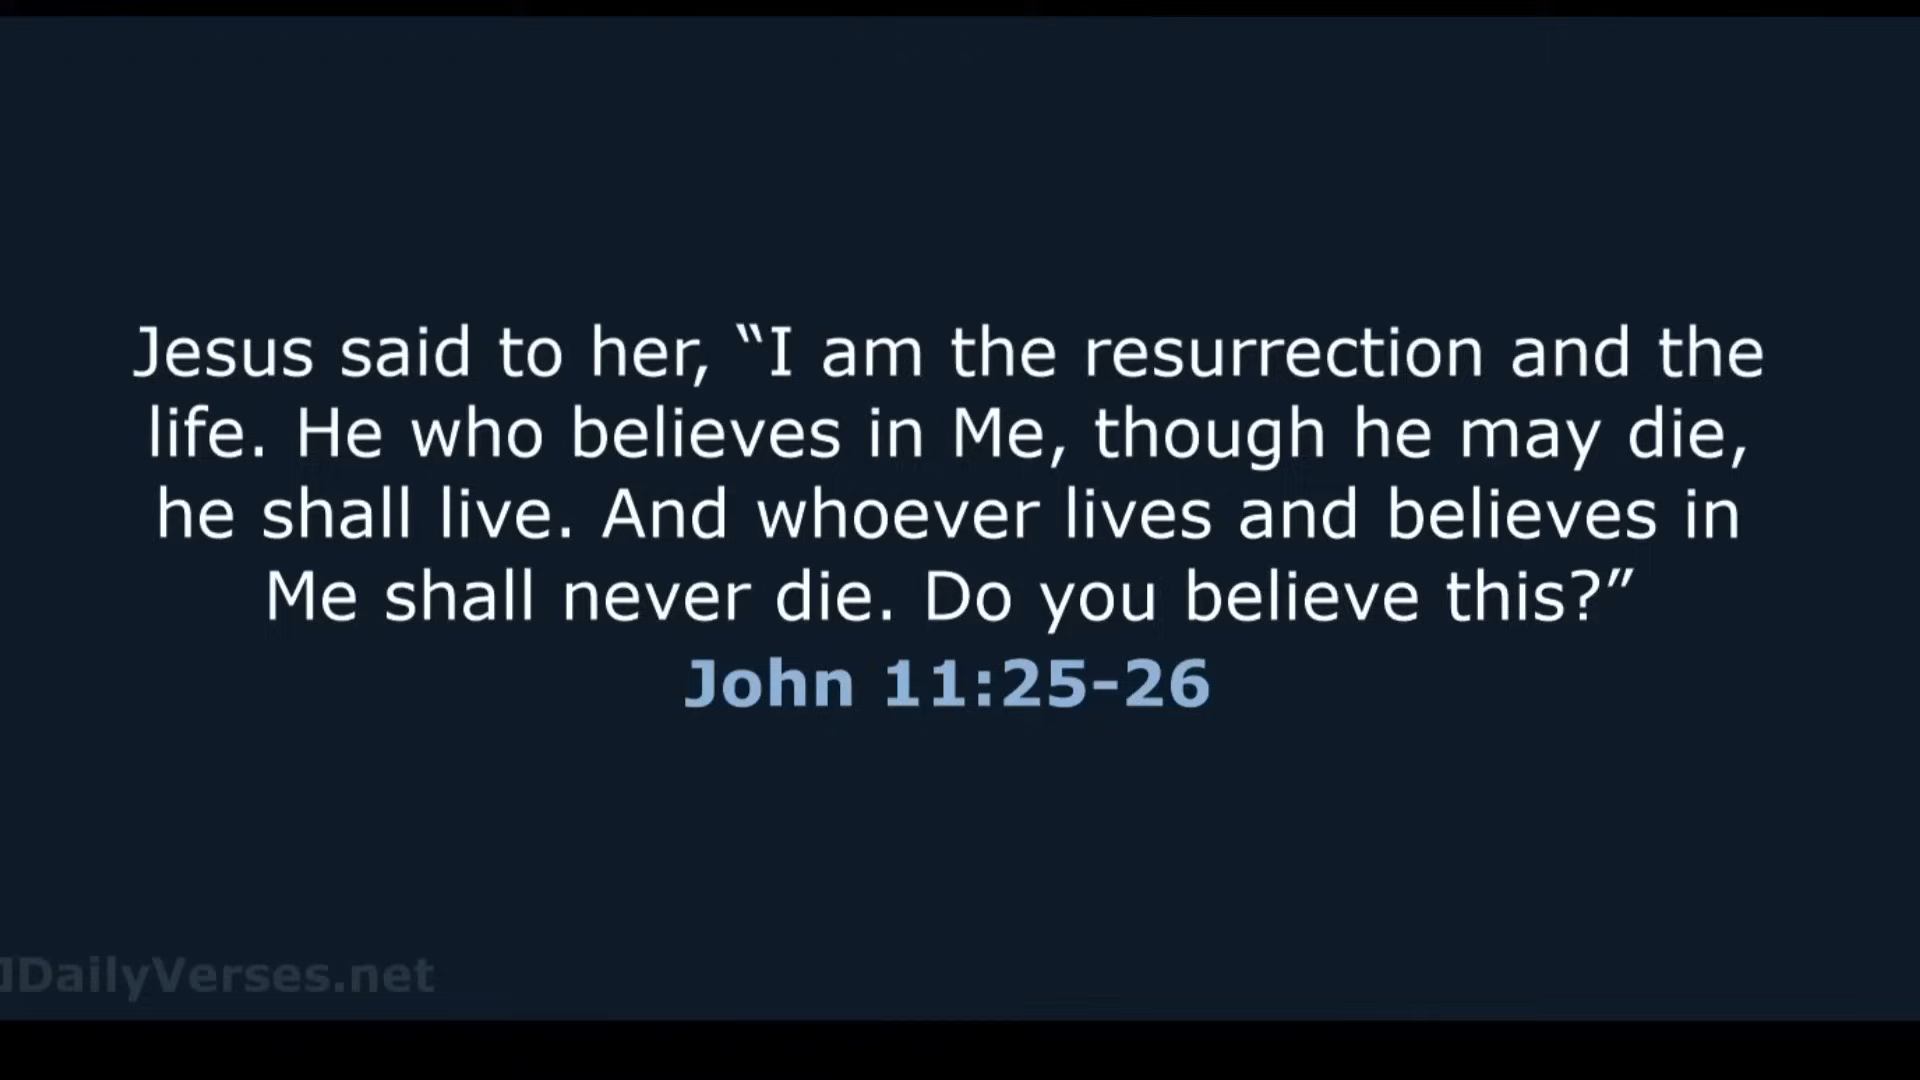 Jesus said to her, “I am the resurrection and the
life. He who believes in Me, though he may die,
he shall live. And whoever lives and believes in
Me shall never die. Do you believe this?”
John 11:25-26
DailyVerses.net